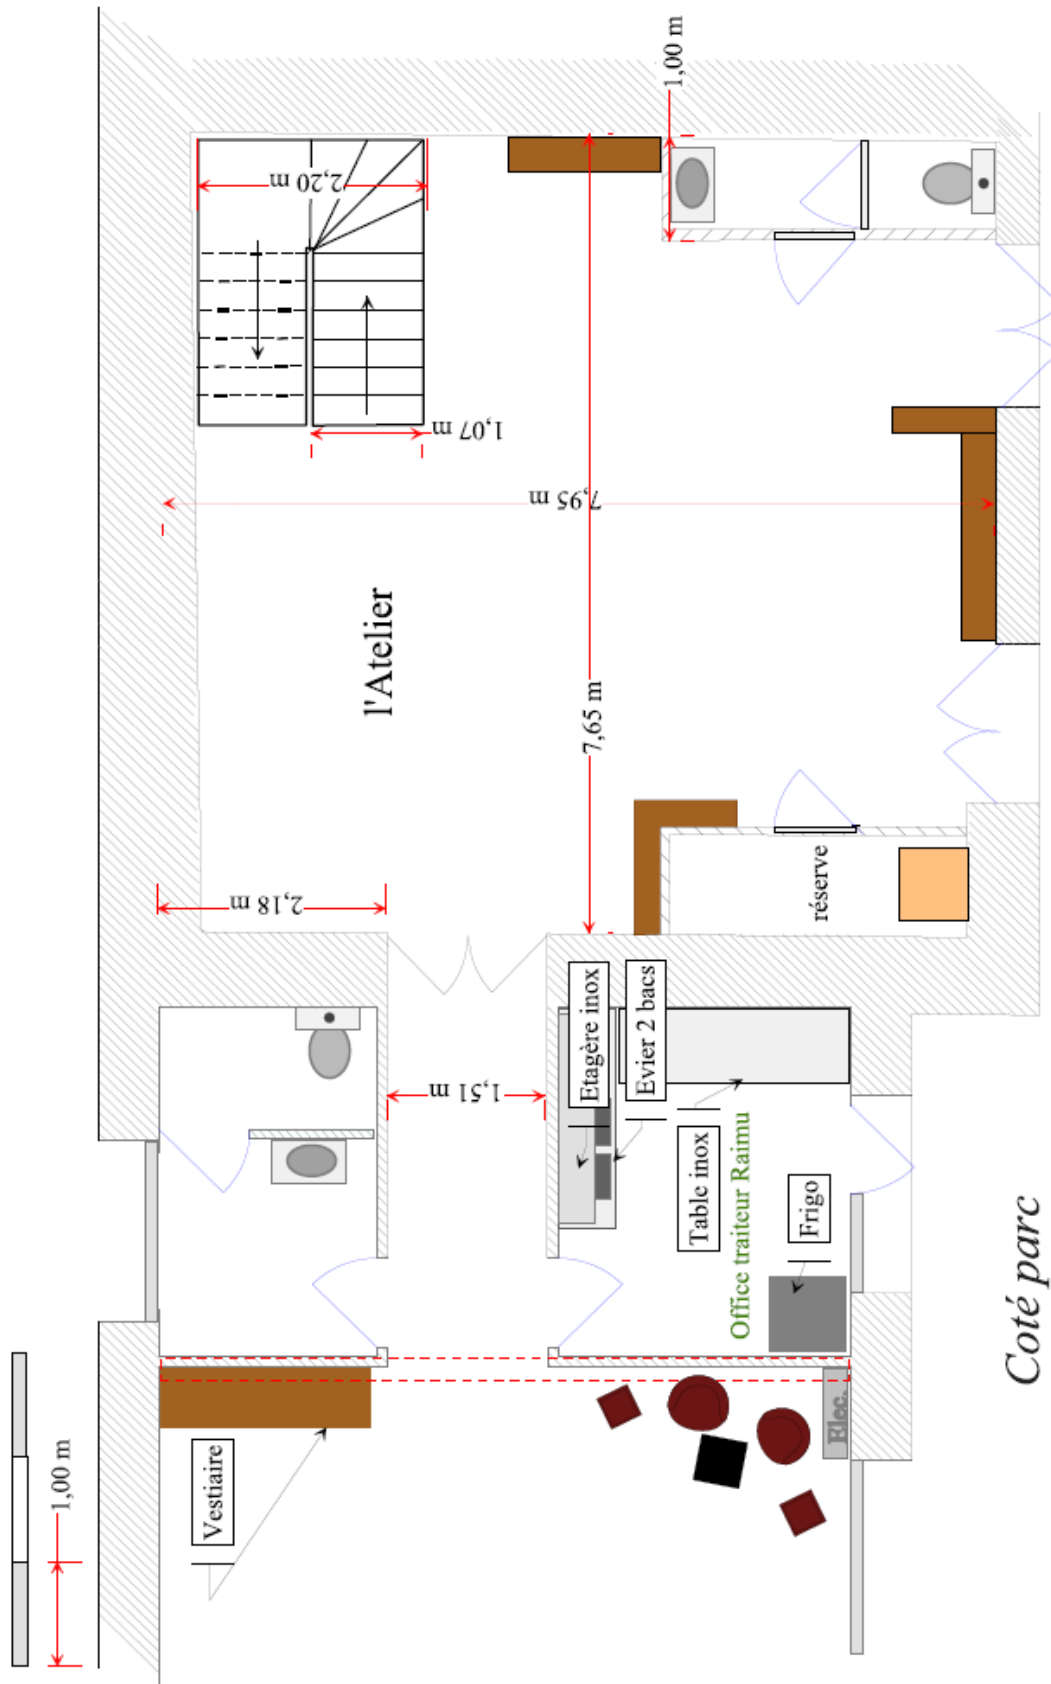 1,00 m
2,20 m
1,07 m
7,95 m
l'Atelier
7,65 m
2,18 m
réserve
Etagère inox
Evier 2 bacs
1,51 m
Table inox
Office traiteur Raimu
Frigo
Coté parc
Elec.
Vestiaire
1,00 m